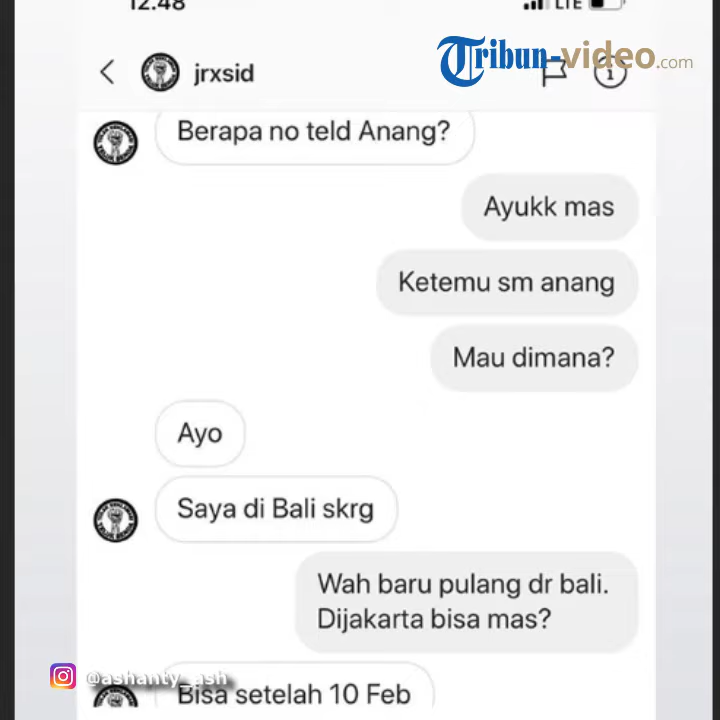 12.48
LTE
jrxsid
Tribun-video.com
Berapa no teld Anang?
Ayukk mas
Ketemu sm anang
Mau dimana?
Ayo
Saya di Bali skrg
Wah baru pulang dr bali.
Dijakarta bisa mas?
@ashanty_ash
Bisa setelah 10 Feb